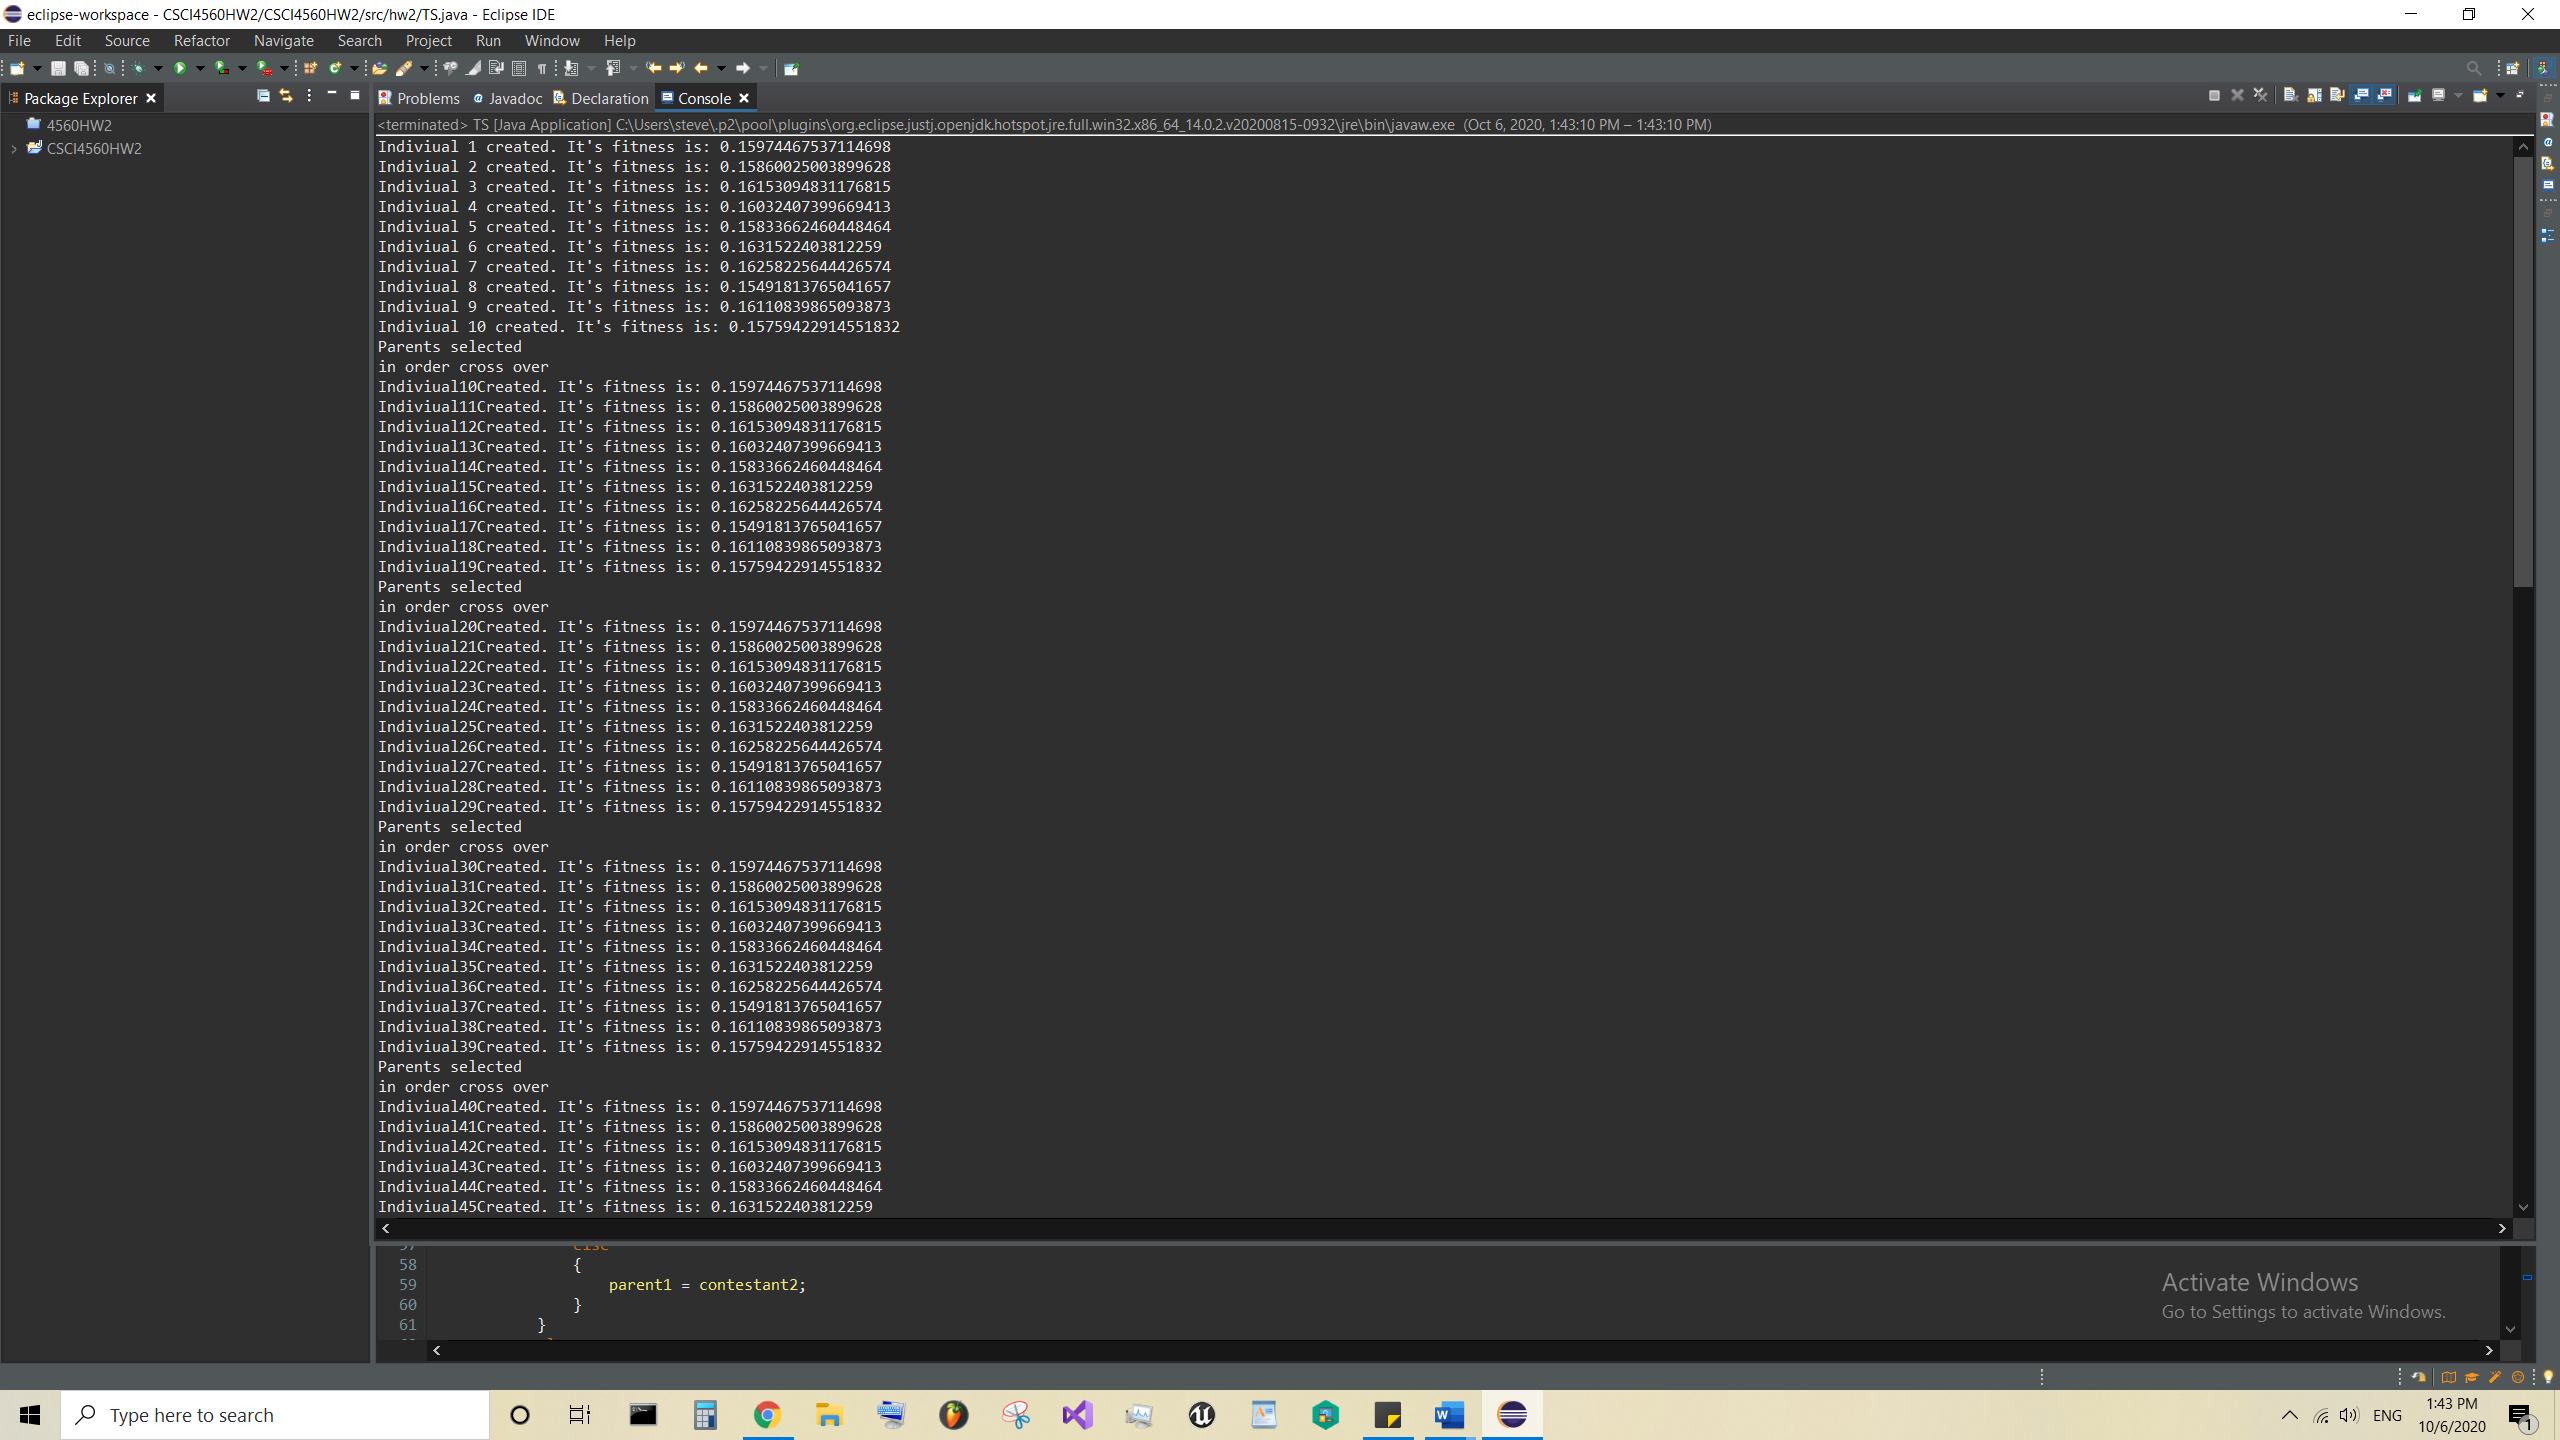 eclipse-workspace - CSCI4560HW2/CSCI4560HW2/src/hw2/TS.java - Eclipse IDE
File Edit Source Refactor Navigate Search Project Run Window Help
Package Explorer
4560HW2
CSCI4560HW2
Problems Javadoc Declaration Console
<terminated> TS [Java Application] C:\Users\steve\.p2\pool\plugins\org.eclipse.justj.openjdk.hotspot.jre.full.win32.x86_64_14.0.2.v20200815-0932\jre\bin\javaw.exe (Oct 6, 2020, 1:43:10 PM – 1:43:10 PM)
Indiviual 1 created. It's fitness is: 0.15974467537114698
Indiviual 2 created. It's fitness is: 0.15860025003899628
Indiviual 3 created. It's fitness is: 0.16153094831176815
Indiviual 4 created. It's fitness is: 0.16032407399669413
Indiviual 5 created. It's fitness is: 0.15833662460448464
Indiviual 6 created. It's fitness is: 0.1631522403812259
Indiviual 7 created. It's fitness is: 0.16258225644426574
Indiviual 8 created. It's fitness is: 0.15491813765041657
Indiviual 9 created. It's fitness is: 0.16110839865093873
Indiviual 10 created. It's fitness is: 0.15759422914551832
Parents selected
in order cross over
Indiviual10Created. It's fitness is: 0.15974467537114698
Indiviual11Created. It's fitness is: 0.15860025003899628
Indiviual12Created. It's fitness is: 0.16153094831176815
Indiviual13Created. It's fitness is: 0.16032407399669413
Indiviual14Created. It's fitness is: 0.15833662460448464
Indiviual15Created. It's fitness is: 0.1631522403812259
Indiviual16Created. It's fitness is: 0.16258225644426574
Indiviual17Created. It's fitness is: 0.15491813765041657
Indiviual18Created. It's fitness is: 0.16110839865093873
Indiviual19Created. It's fitness is: 0.15759422914551832
Parents selected
in order cross over
Indiviual20Created. It's fitness is: 0.15974467537114698
Indiviual21Created. It's fitness is: 0.15860025003899628
Indiviual22Created. It's fitness is: 0.16153094831176815
Indiviual23Created. It's fitness is: 0.16032407399669413
Indiviual24Created. It's fitness is: 0.15833662460448464
Indiviual25Created. It's fitness is: 0.1631522403812259
Indiviual26Created. It's fitness is: 0.16258225644426574
Indiviual27Created. It's fitness is: 0.15491813765041657
Indiviual28Created. It's fitness is: 0.16110839865093873
Indiviual29Created. It's fitness is: 0.15759422914551832
Parents selected
in order cross over
Indiviual30Created. It's fitness is: 0.15974467537114698
Indiviual31Created. It's fitness is: 0.15860025003899628
Indiviual32Created. It's fitness is: 0.16153094831176815
Indiviual33Created. It's fitness is: 0.16032407399669413
Indiviual34Created. It's fitness is: 0.15833662460448464
Indiviual35Created. It's fitness is: 0.1631522403812259
Indiviual36Created. It's fitness is: 0.16258225644426574
Indiviual37Created. It's fitness is: 0.15491813765041657
Indiviual38Created. It's fitness is: 0.16110839865093873
Indiviual39Created. It's fitness is: 0.15759422914551832
Parents selected
in order cross over
Indiviual40Created. It's fitness is: 0.15974467537114698
Indiviual41Created. It's fitness is: 0.15860025003899628
Indiviual42Created. It's fitness is: 0.16153094831176815
Indiviual43Created. It's fitness is: 0.16032407399669413
Indiviual44Created. It's fitness is: 0.15833662460448464
Indiviual45Created. It's fitness is: 0.1631522403812259
57 else
58 {
59 parent1 = contestant2;
60 }
61 }
Activate Windows
Go to Settings to activate Windows.
Type here to search
ENG
1:43 PM
10/6/2020
1